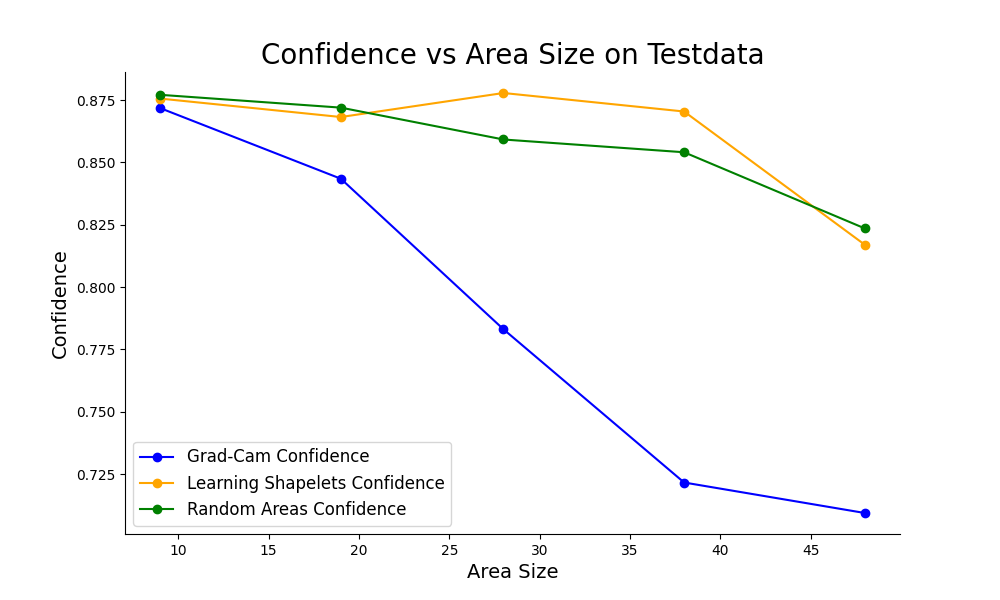 Confidence vs Area Size on Testdata
0.875
0.850
0.825
0.800
0.775
0.750
0.725
Confidence
Grad-Cam Confidence
Learning Shapelets Confidence
Random Areas Confidence
10 15 20 25 30 35 40 45
Area Size